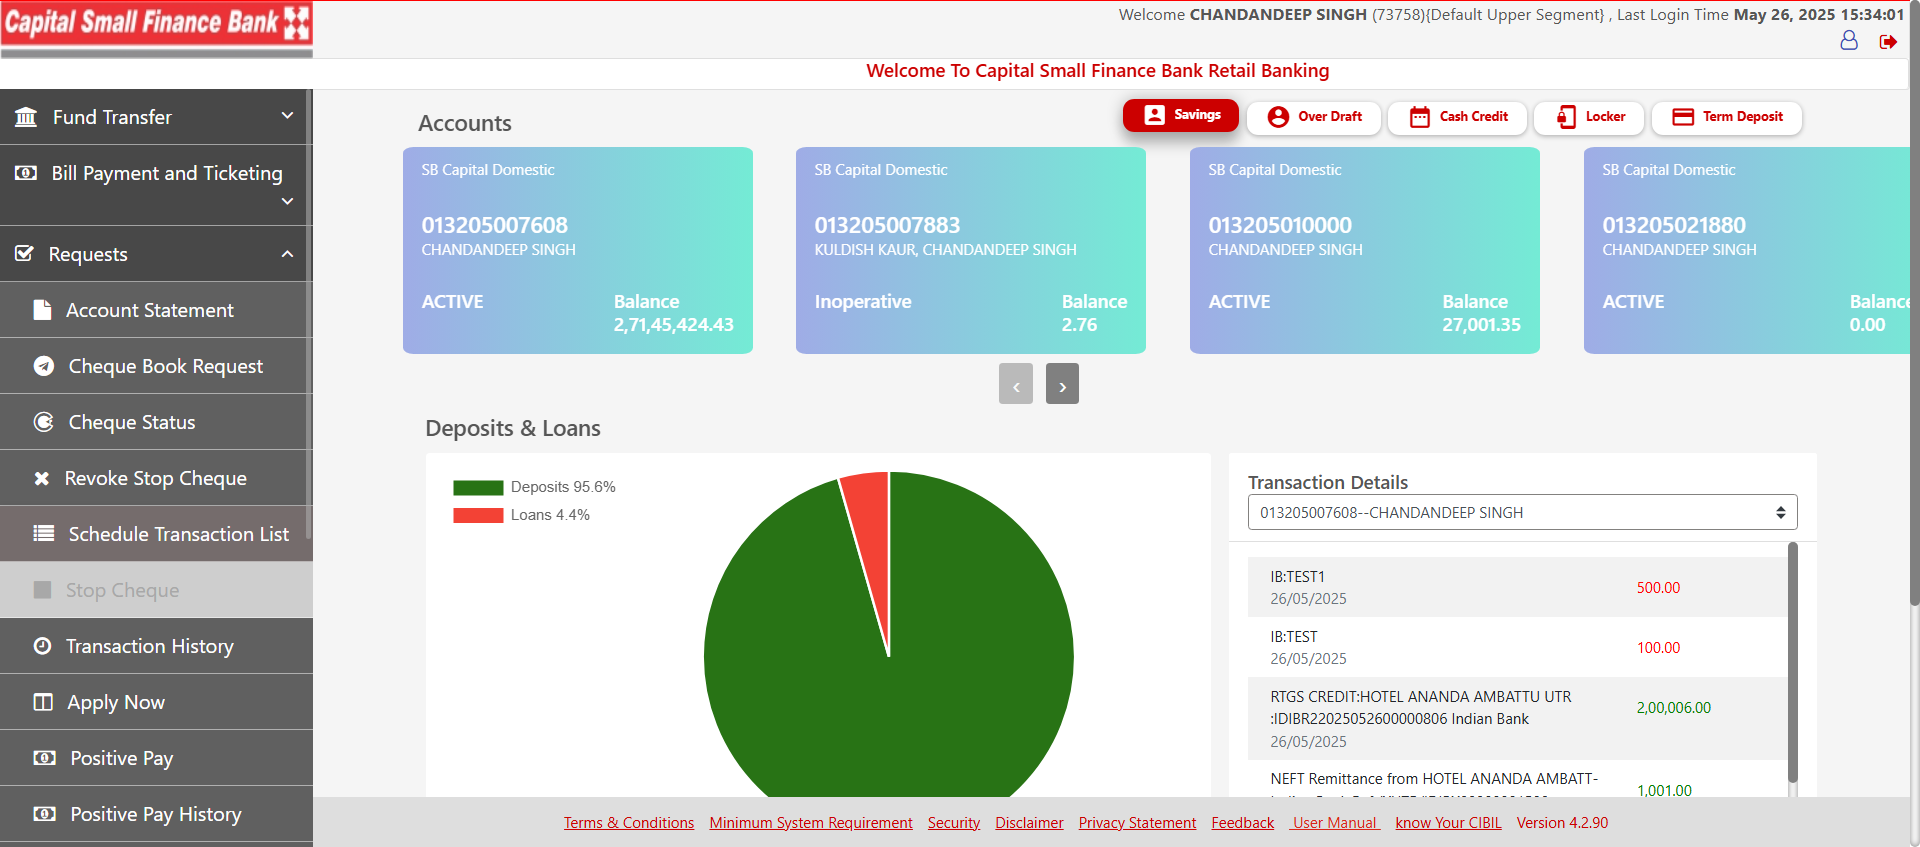 Capital Small Finance Bank
Welcome CHANDANDEEP SINGH (73758){Default Upper Segment} , Last Login Time May 26, 2025 15:34:01
Welcome To Capital Small Finance Bank Retail Banking
Fund Transfer
Bill Payment and Ticketing
Requests
Account Statement
Cheque Book Request
Cheque Status
Revoke Stop Cheque
Schedule Transaction List
Stop Cheque
Transaction History
Apply Now
Positive Pay
Positive Pay History
Accounts
Savings
Over Draft
Cash Credit
Locker
Term Deposit
SB Capital Domestic
013205007608
CHANDANDEEP SINGH
ACTIVE
Balance
2,71,45,424.43
SB Capital Domestic
013205007883
KULDISH KAUR, CHANDANDEEP SINGH
Inoperative
Balance
2.76
SB Capital Domestic
013205010000
CHANDANDEEP SINGH
ACTIVE
Balance
27,001.35
SB Capital Domestic
013205021880
CHANDANDEEP SINGH
ACTIVE
Balance
0.00
‹ ›
Deposits & Loans
Deposits 95.6%
Loans 4.4%
Transaction Details
013205007608--CHANDANDEEP SINGH
IB:TEST1
26/05/2025
500.00
IB:TEST
26/05/2025
100.00
RTGS CREDIT:HOTEL ANANDA AMBATTU UTR
:IDIBR22025052600000806 Indian Bank
26/05/2025
2,00,006.00
NEFT Remittance from HOTEL ANANDA AMBATT-
1,001.00
Terms & Conditions Minimum System Requirement Security Disclaimer Privacy Statement Feedback User Manual know Your CIBIL Version 4.2.90